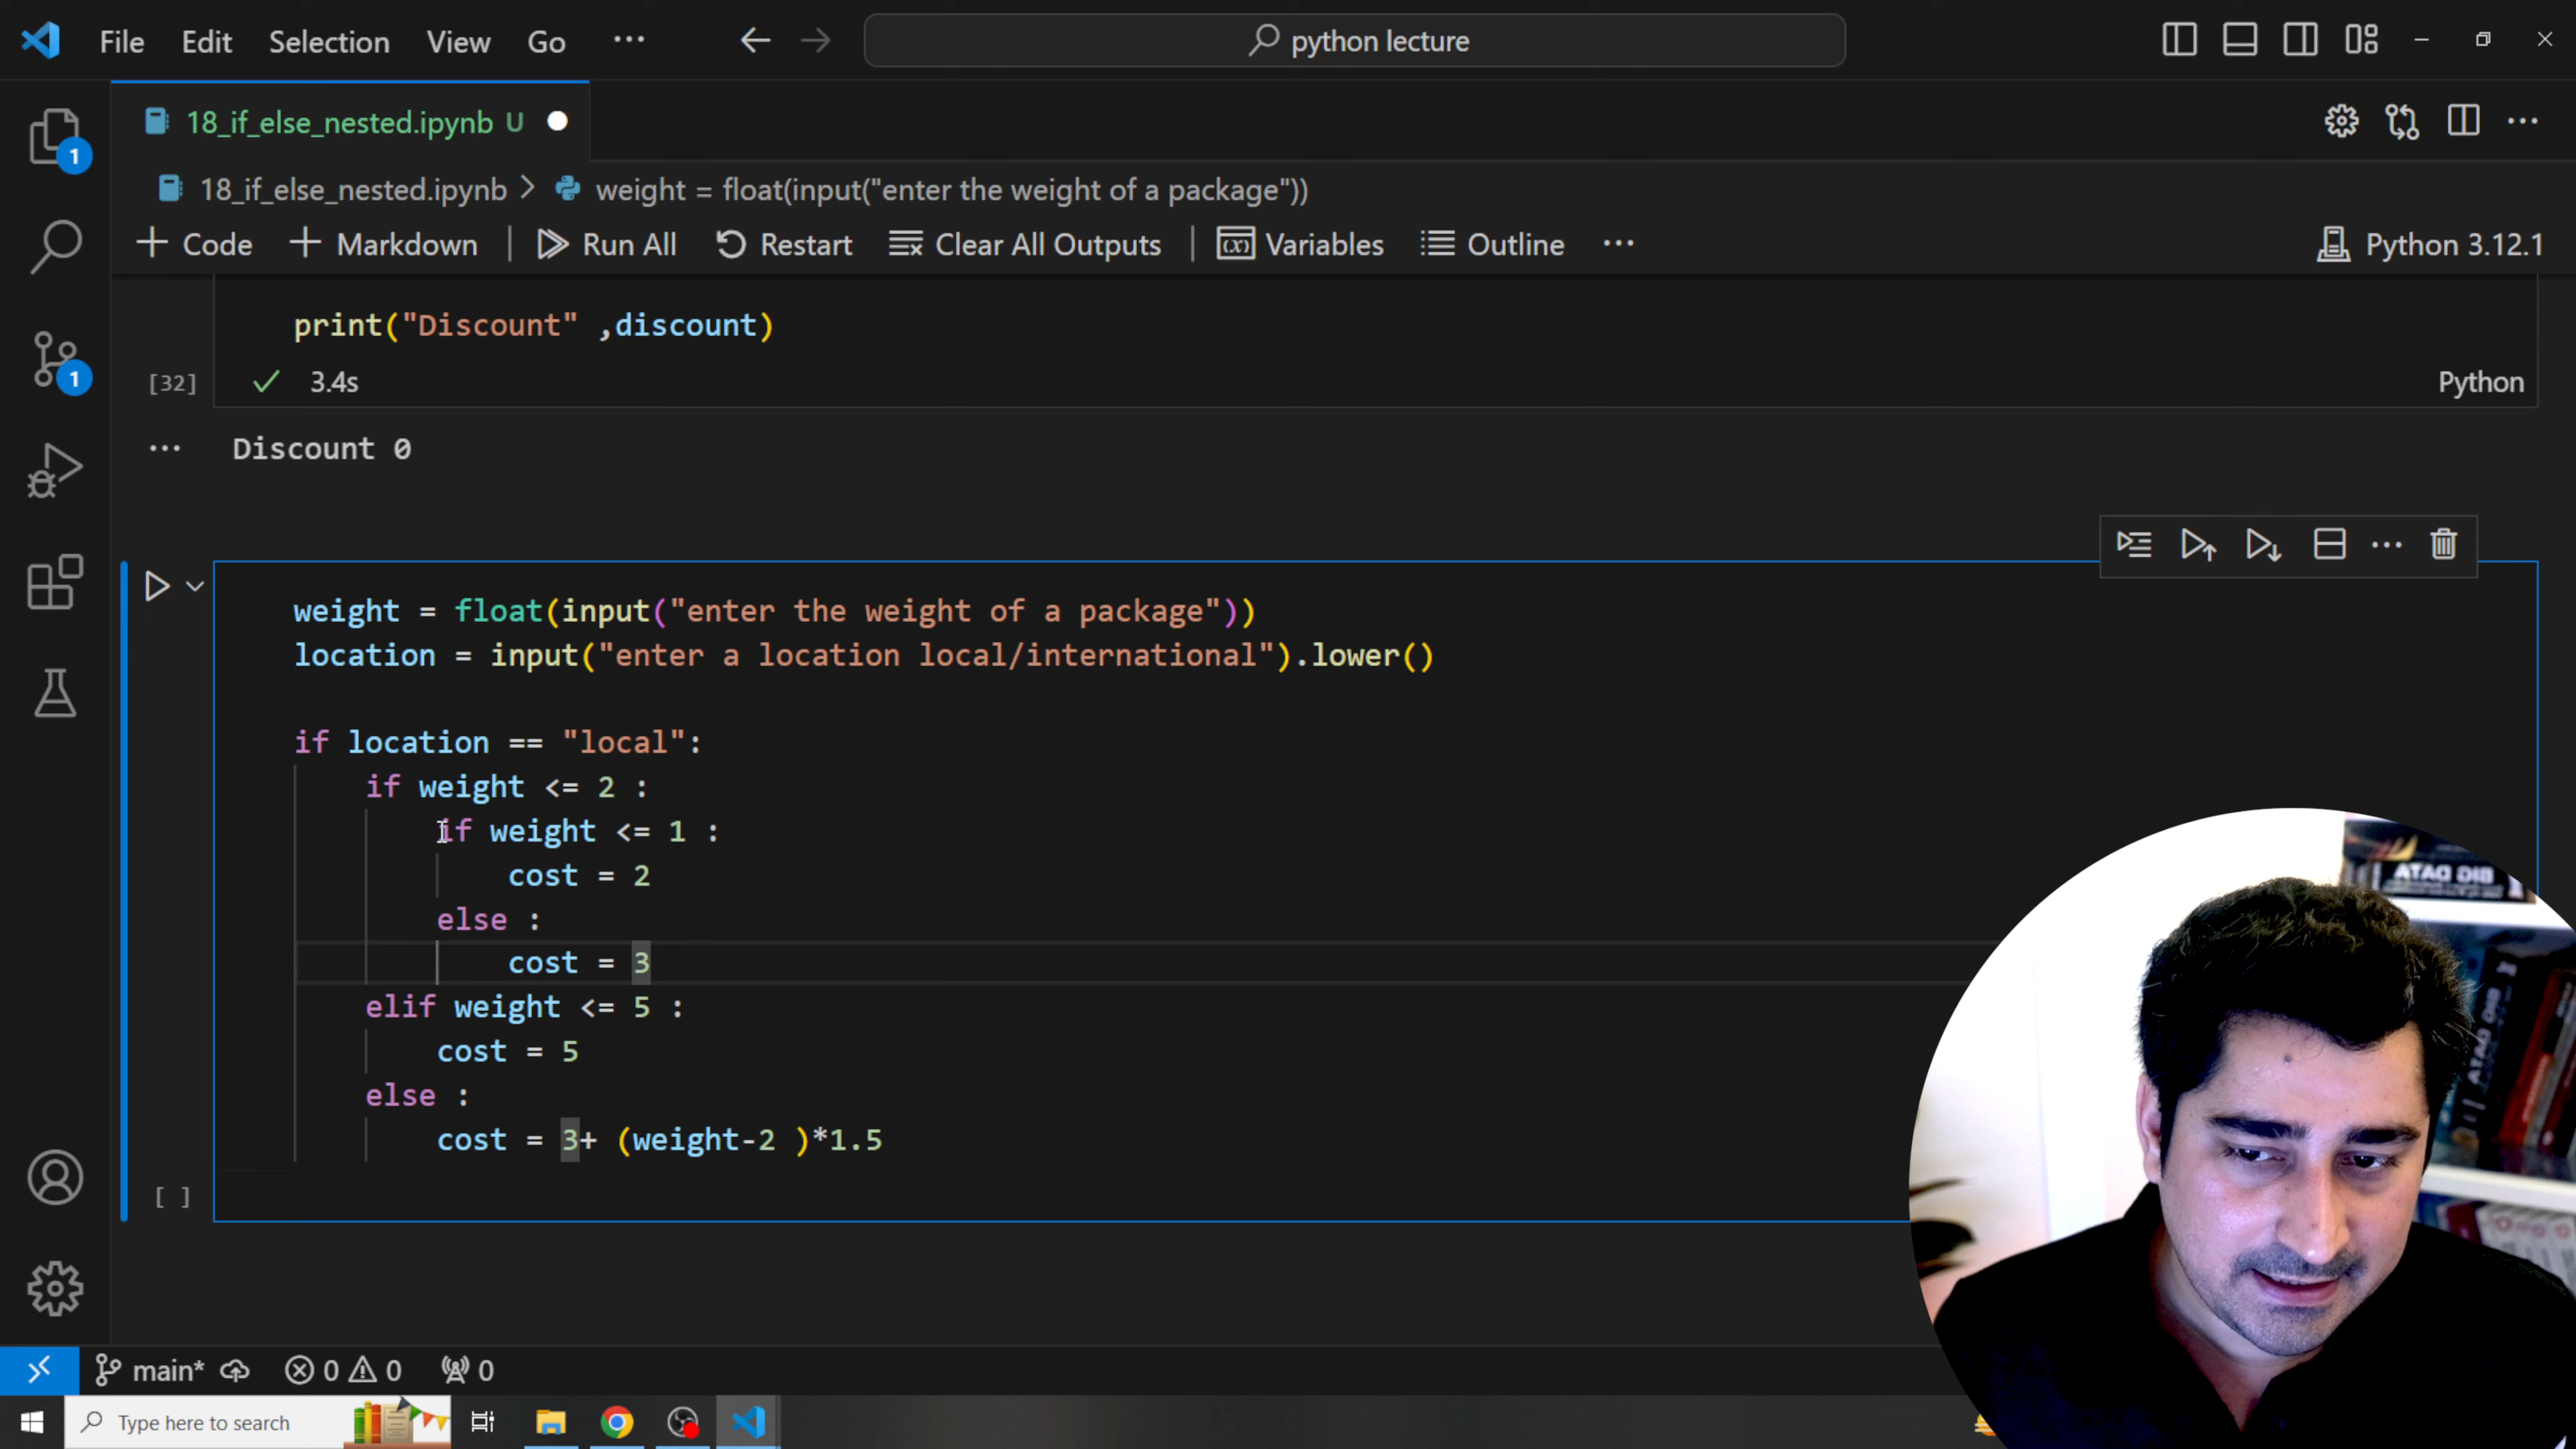 File Edit Selection View Go ··· python lecture
18_if_else_nested.ipynb U
18_if_else_nested.ipynb > weight = float(input("enter the weight of a package"))
+ Code + Markdown | Run All Restart Clear All Outputs | Variables Outline ··· Python 3.12.1
print("Discount" ,discount)
[32] 3.4s Python
··· Discount 0
weight = float(input("enter the weight of a package"))
location = input("enter a location local/international").lower()
if location == "local":
if weight <= 2 :
if weight <= 1 :
cost = 2
else :
cost = 3
elif weight <= 5 :
cost = 5
else :
cost = 3+ (weight-2 )*1.5
[ ]
1
1
BIG DATA
main* 0 0 0
Type here to search